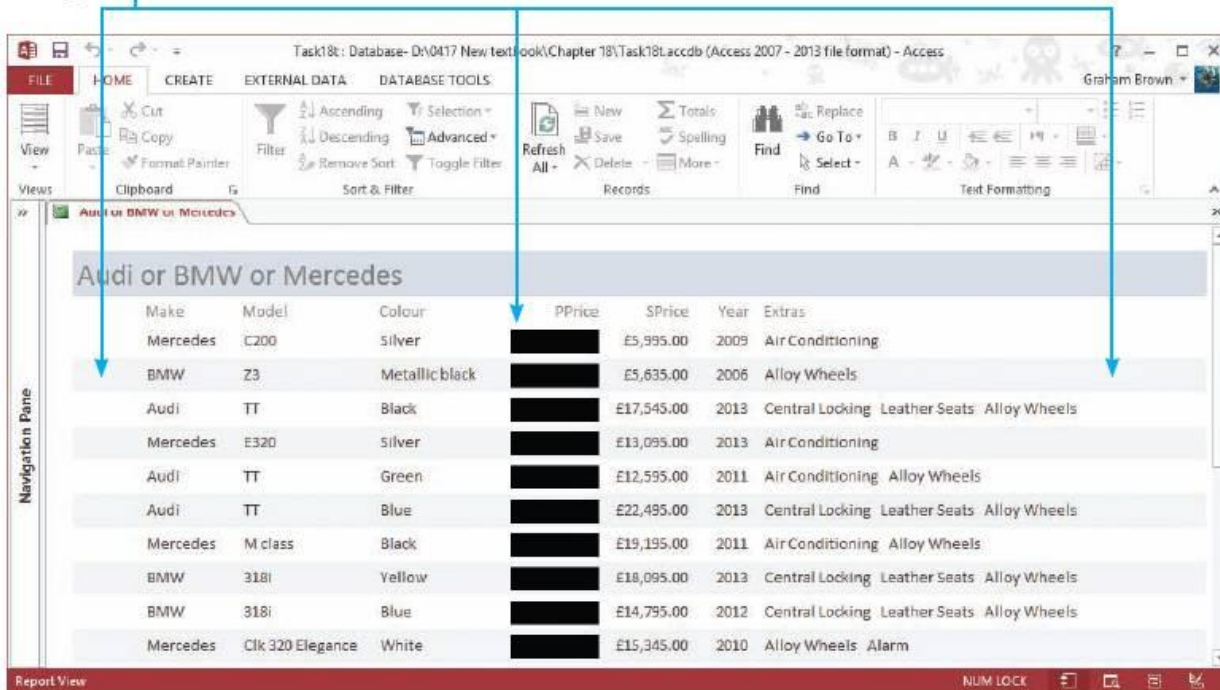 Task18t : Database- D:\0417 New textbook\Chapter 18\Task18t.accdb (Access 2007 - 2013 file format) - Access ? – □ ×
FILE HOME CREATE EXTERNAL DATA DATABASE TOOLS Graham Brown
Cut Ascending Selection New Totals Replace
Copy Descending Advanced Save Spelling Go To B I U
View Paste Format Painter Filter Remove Sort Toggle Filter Refresh All Delete More Find Select A
Views Clipboard Sort & Filter Records Find Text Formatting
Audi or BMW or Mercedes
Navigation Pane
Audi or BMW or Mercedes
Make Model Colour PPrice SPrice Year Extras
Mercedes C200 Silver £5,995.00 2009 Air Conditioning
BMW Z3 Metallic black £5,635.00 2006 Alloy Wheels
Audi TT Black £17,545.00 2013 Central Locking Leather Seats Alloy Wheels
Mercedes E320 Silver £13,095.00 2013 Air Conditioning
Audi TT Green £12,595.00 2011 Air Conditioning Alloy Wheels
Audi TT Blue £22,495.00 2013 Central Locking Leather Seats Alloy Wheels
Mercedes M class Black £19,195.00 2011 Air Conditioning Alloy Wheels
BMW 318i Yellow £18,095.00 2013 Central Locking Leather Seats Alloy Wheels
BMW 318i Blue £14,795.00 2012 Central Locking Leather Seats Alloy Wheels
Mercedes Clk 320 Elegance White £15,345.00 2010 Alloy Wheels Alarm
Report View NUM LOCK